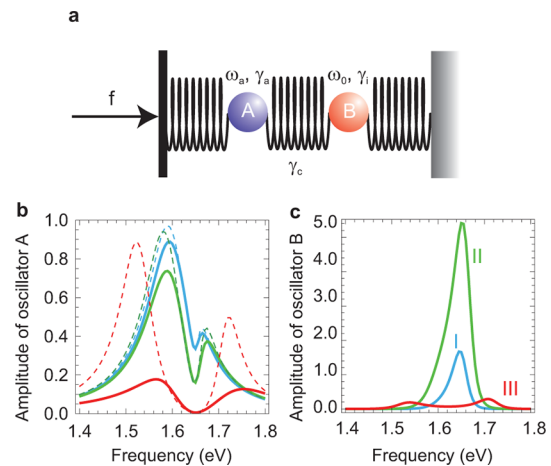 a
ωa, γa ω0, γi
f A B
γc
b
Amplitude of oscillator A
1.0
0.8
0.6
0.4
0.2
0.0
1.4 1.5 1.6 1.7 1.8
Frequency (eV)
c
Amplitude of oscillator B
5.0
4.0
3.0
2.0
1.0
0.0
II
I
III
1.4 1.5 1.6 1.7 1.8
Frequency (eV)